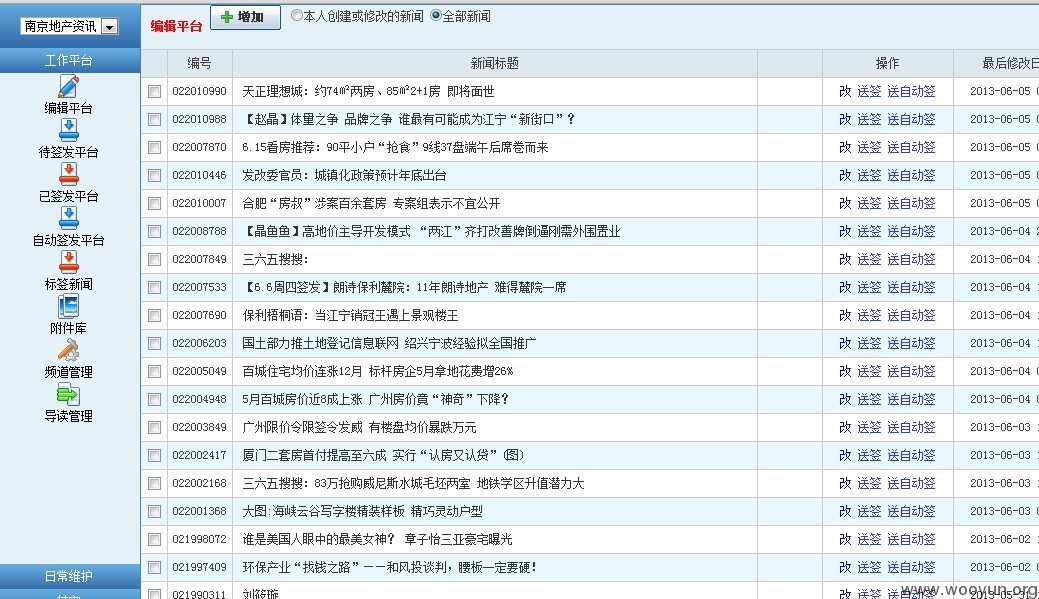 南京地产资讯
工作平台
编辑平台
待签发平台
已签发平台
自动签发平台
标签新闻
附件库
频道管理
导读管理
日常维护
编辑平台 增加 本人创建或修改的新闻 全部新闻
编号 新闻标题 操作 最后修改日
022010990 天正理想城：约74㎡两房、85㎡2+1房 即将面世 改 送签 送自动签 2013-06-05
022010988 【赵晶】体量之争 品牌之争 谁最有可能成为江宁“新街口”？ 改 送签 送自动签 2013-06-05
022007870 6.15看房推荐：90平小户“抢食”9线37盘端午后席卷而来 改 送签 送自动签 2013-06-05
022010446 发改委官员：城镇化政策预计年底出台 改 送签 送自动签 2013-06-05
022010007 合肥“房叔”涉案百余套房 专案组表示不宜公开 改 送签 送自动签 2013-06-05
022008788 【晶鱼鱼】高地价主导开发模式 “两江”齐打改善牌倒逼刚需外围置业 改 送签 送自动签 2013-06-04
022007849 三六五搜搜： 改 送签 送自动签 2013-06-04
022007533 【6.6周四签发】朗诗保利麓院：11年朗诗地产 难得麓院一席 改 送签 送自动签 2013-06-04
022007690 保利梧桐语：当江宁销冠王遇上景观楼王 改 送签 送自动签 2013-06-04
022006203 国土部力推土地登记信息联网 绍兴宁波经验拟全国推广 改 送签 送自动签 2013-06-04
022005049 百城住宅均价连涨12月 标杆房企5月拿地花费增26% 改 送签 送自动签 2013-06-04
022004948 5月百城房价近8成上涨 广州房价竟“神奇”下降？ 改 送签 送自动签 2013-06-04
022003849 广州限价令限签令发威 有楼盘均价暴跌万元 改 送签 送自动签 2013-06-03
022002417 厦门二套房首付提高至六成 实行“认房又认贷”(图) 改 送签 送自动签 2013-06-03
022002168 三六五搜搜：83万抢购威尼斯水城毛坯两室 地铁学区升值潜力大 改 送签 送自动签 2013-06-03
022001368 大图:海峡云谷写字楼精装样板 精巧灵动户型 改 送签 送自动签 2013-06-03
021998072 谁是美国人眼中的最美女神？ 章子怡三亚豪宅曝光 改 送签 送自动签 2013-06-02
021997409 环保产业“找钱之路”——和风投谈判，腰板一定要硬！ 改 送签 送自动签 2013-06-02
021990311 改 送签 送自动签
www.wooyun.org